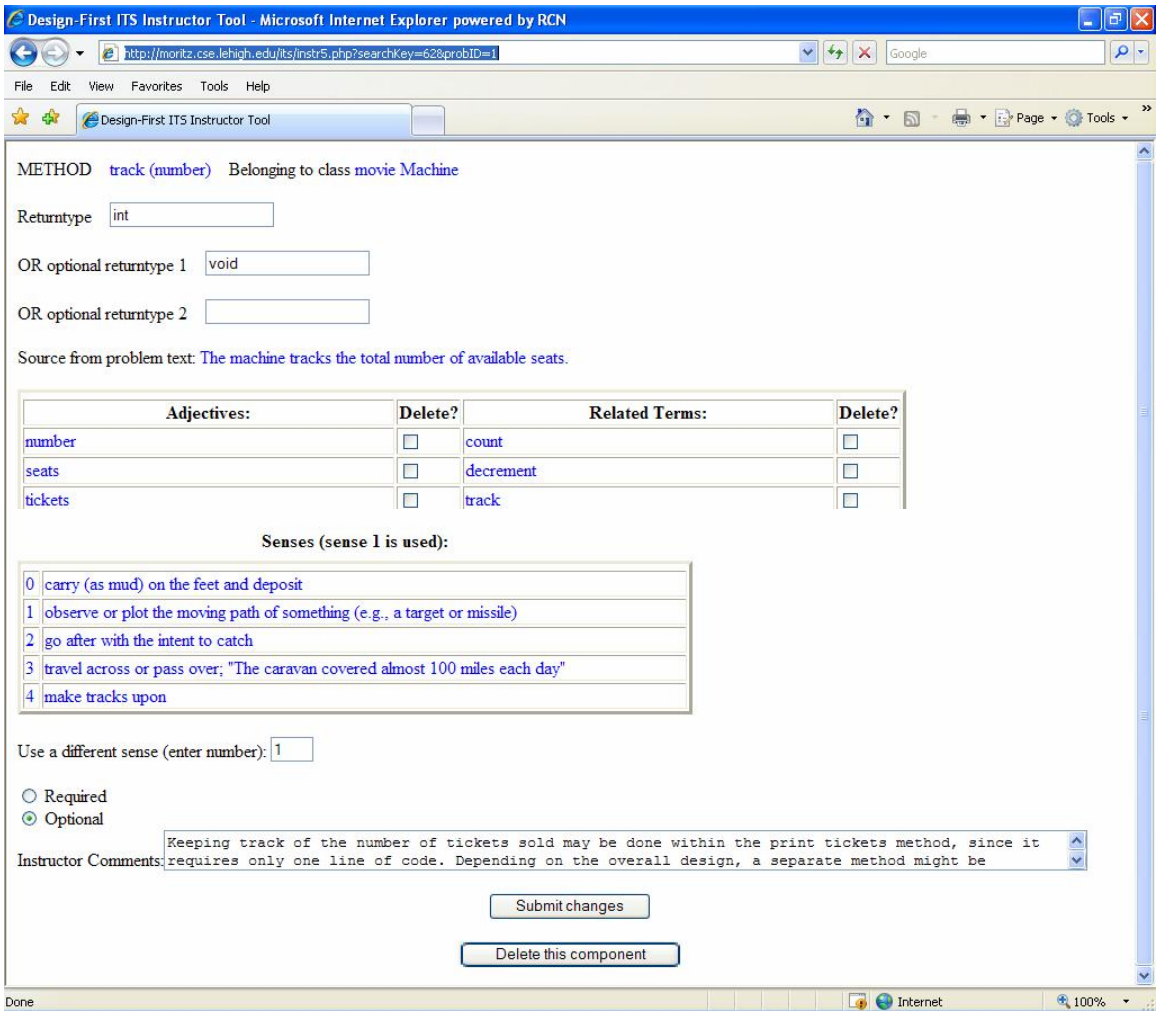 Design-First ITS Instructor Tool - Microsoft Internet Explorer powered by RCN
http://moritz.cse.lehigh.edu/its/instr5.php?searchKey=62&probID=1
Google
File Edit View Favorites Tools Help
Design-First ITS Instructor Tool
Page Tools »
METHOD track (number) Belonging to class movie Machine
Returntype int
OR optional returntype 1 void
OR optional returntype 2
Source from problem text: The machine tracks the total number of available seats.
Adjectives: Delete? Related Terms: Delete?
number count
seats decrement
tickets track
Senses (sense 1 is used):
0 carry (as mud) on the feet and deposit
1 observe or plot the moving path of something (e.g., a target or missile)
2 go after with the intent to catch
3 travel across or pass over; "The caravan covered almost 100 miles each day"
4 make tracks upon
Use a different sense (enter number): 1
Required
Optional
Keeping track of the number of tickets sold may be done within the print tickets method, since it
Instructor Comments: requires only one line of code. Depending on the overall design, a separate method might be
Submit changes
Delete this component
Done Internet 100%